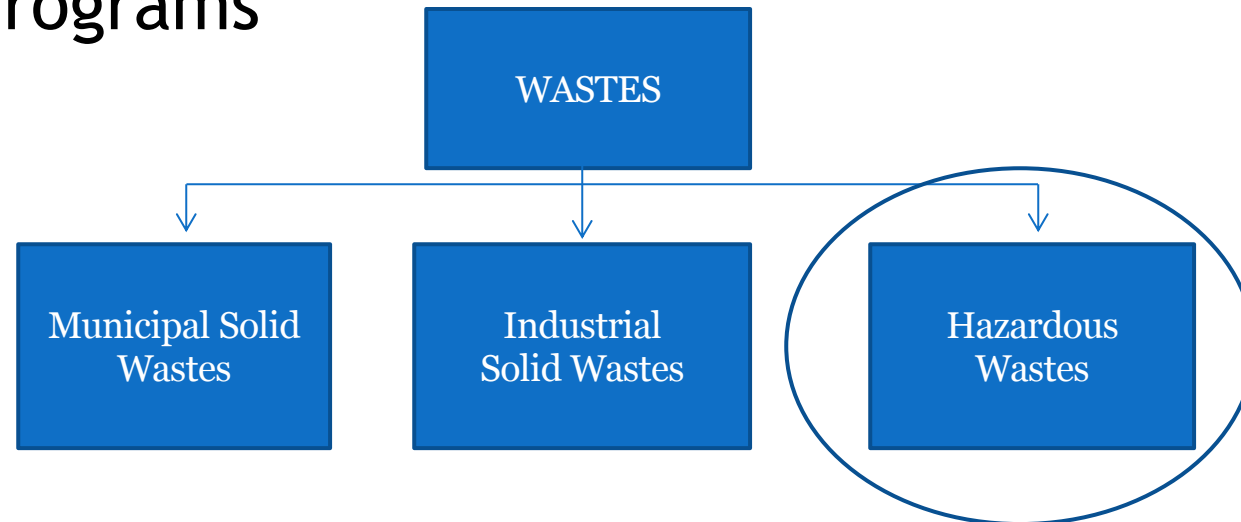 rograms
WASTES
Municipal Solid
Wastes
Industrial
Solid Wastes
Hazardous
Wastes